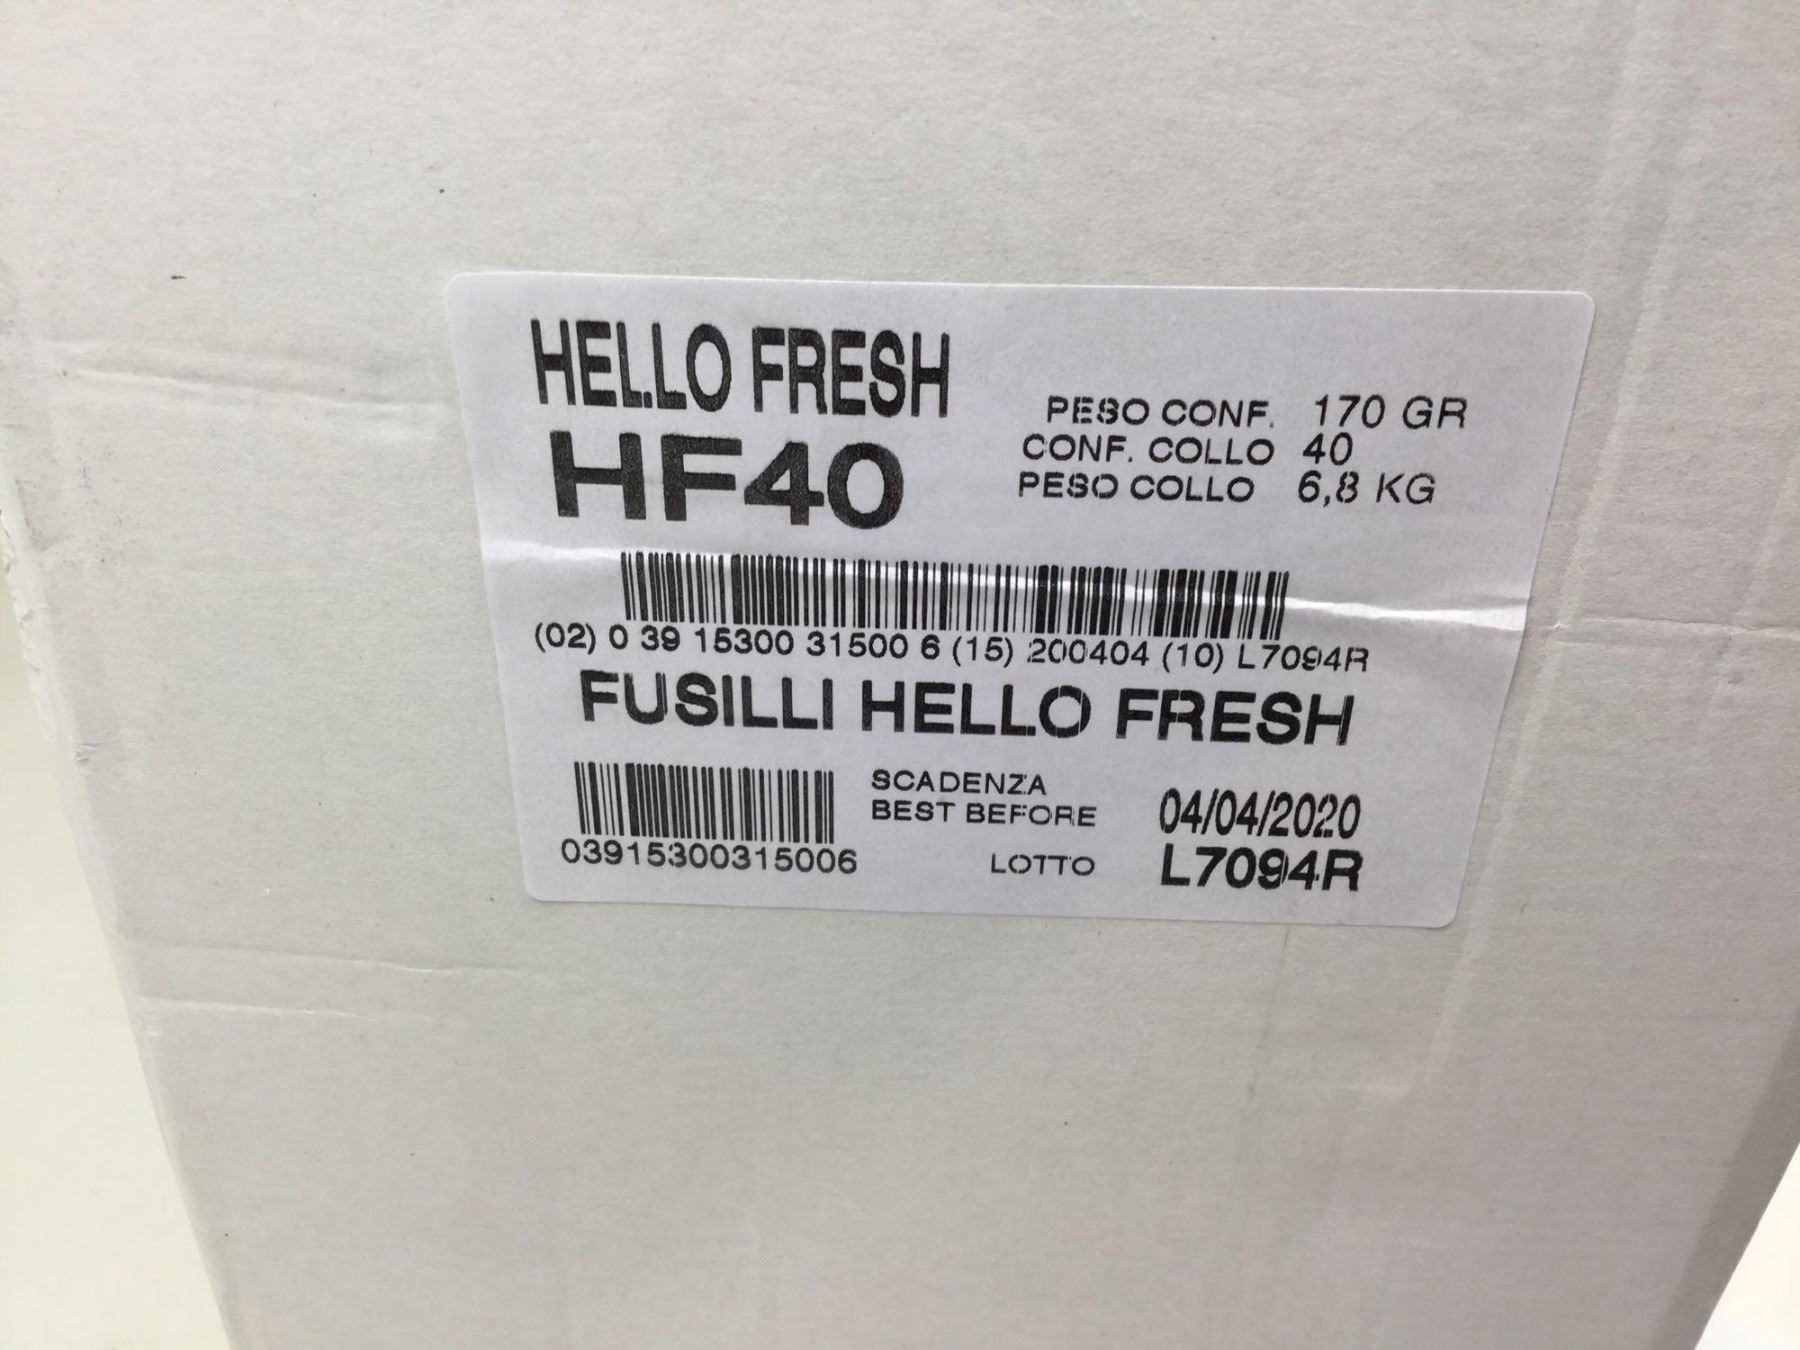 HELLO FRESH
HF40
PESO CONF. 170 GR
CONF. COLLO 40
PESO COLLO 6,8 KG
(02) 0 39 15300 31500 6 (15) 200404 (10) L7094R
FUSILLI HELLO FRESH
03915300315006
SCADENZA
BEST BEFORE 04/04/2020
LOTTO L7094R